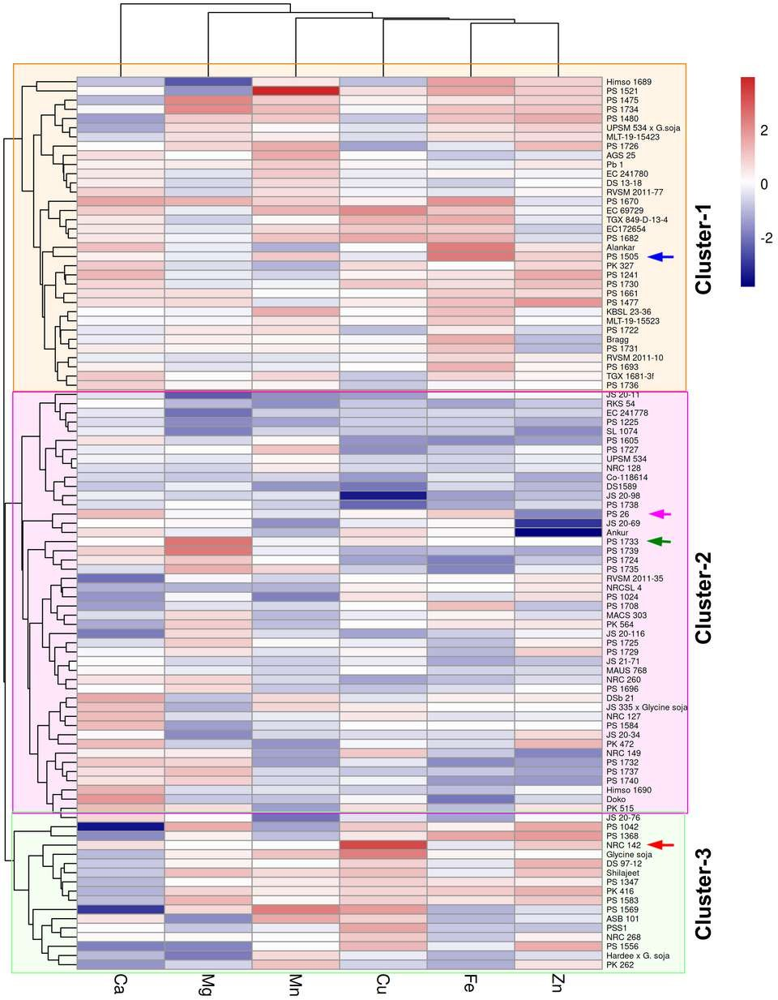 Himso 1689
PS 1521
PS 1475
PS 1734
PS 1480
UPSM 534 x G.soja
MLT-19-15423
PS 1726
AGS 25
Pb 1
EC 241780
DS 13-18
RVSM 2011-77
PS 1670
EC 69729
TGX 849-D-13-4
EC172654
PS 1682
Alankar
PS 1505
PK 327
PS 1241
PS 1730
PS 1661
PS 1477
KBSL 23-36
MLT-19-15523
PS 1722
Bragg
PS 1731
RVSM 2011-10
PS 1693
TGX 1681-3f
PS 1736
JS 20-11
RKS 54
EC 241778
PS 1225
SL 1074
PS 1605
PS 1727
UPSM 534
NRC 128
Co-118614
DS1589
JS 20-98
PS 1738
PS 26
JS 20-69
Ankur
PS 1733
PS 1739
PS 1724
PS 1735
RVSM 2011-35
NRCSL 4
PS 1024
PS 1708
MACS 303
PK 564
JS 20-116
PS 1725
PS 1729
JS 21-71
MAUS 768
NRC 260
PS 1696
DSb 21
JS 335 x Glycine soja
NRC 127
PS 1584
JS 20-34
PK 472
NRC 149
PS 1732
PS 1737
PS 1740
Himso 1690
Doko
PK 515
JS 20-76
PS 1042
PS 1368
NRC 142
Glycine soja
DS 97-12
Shilajeet
PS 1347
PK 416
PS 1583
PS 1569
ASB 101
PSS1
NRC 268
PS 1556
Hardee x G. soja
PK 262
Cluster-1
Cluster-2
Cluster-3
2
0
-2
Ca
Mg
Mn
Cu
Fe
Zn